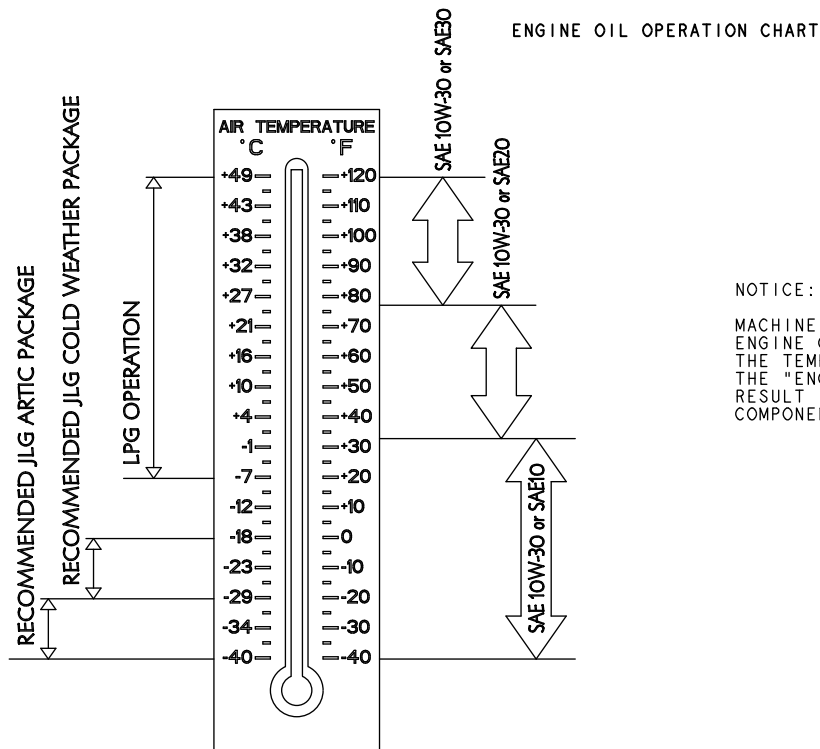 ENGINE OIL OPERATION CHART
AIR TEMPERATURE
°C °F
+49 +120
+43 +110
+38 +100
+32 +90
+27 +80
+21 +70
+16 +60
+10 +50
+4 +40
-1 +30
-7 +20
-12 +10
-18 0
-23 -10
-29 -20
-34 -30
-40 -40
RECOMMENDED JLG ARTIC PACKAGE
RECOMMENDED JLG COLD WEATHER PACKAGE
LPG OPERATION
SAE 10W-30 or SAE30
SAE 10W-30 or SAE20
SAE 10W-30 or SAE10
NOTICE:
MACHINE
ENGINE
THE
THE
RESULT